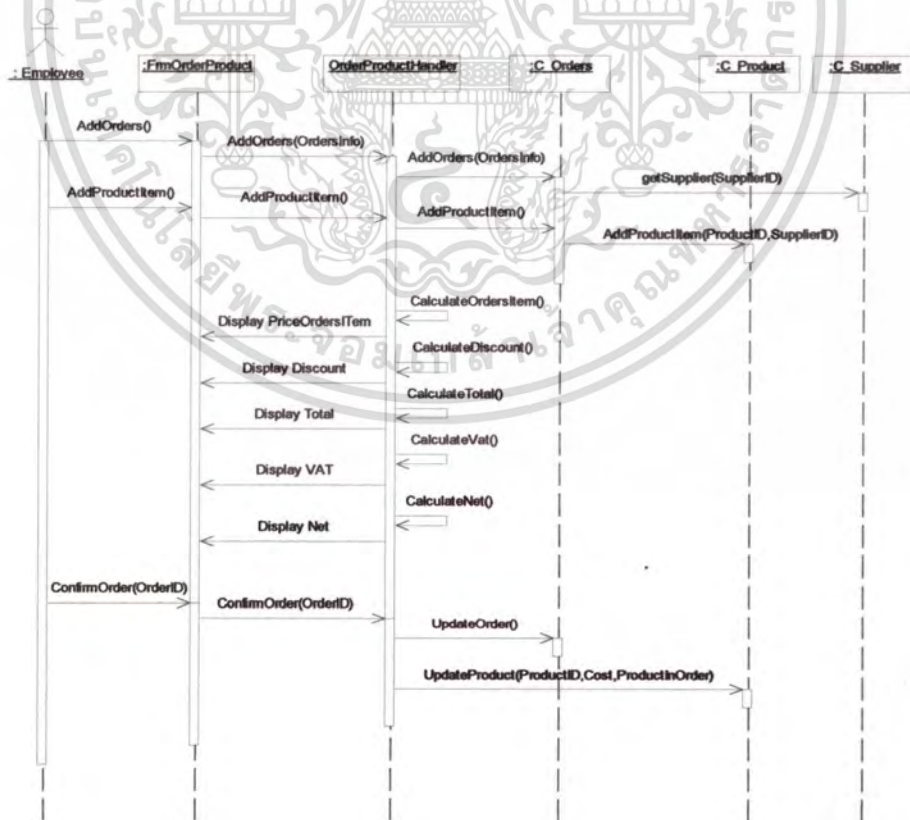 : Employee
:FrmOrderProduct
OrderProductHandler
:C_Orders
:C_Product
:C_Supplier
AddOrders()
AddOrders(OrdersInfo)
AddOrders(OrdersInfo)
getSupplier(SupplierID)
AddProductItem()
AddProductItem()
AddProductItem()
AddProductItem(ProductID,SupplierID)
CalculateOrdersItem()
Display PriceOrdersITem
CalculateDiscount()
Display Discount
CalculateTotal()
Display Total
CalculateVat()
Display VAT
CalculateNet()
Display Net
ConfirmOrder(OrderID)
ConfirmOrder(OrderID)
UpdateOrder()
UpdateProduct(ProductID,Cost,ProductInOrder)